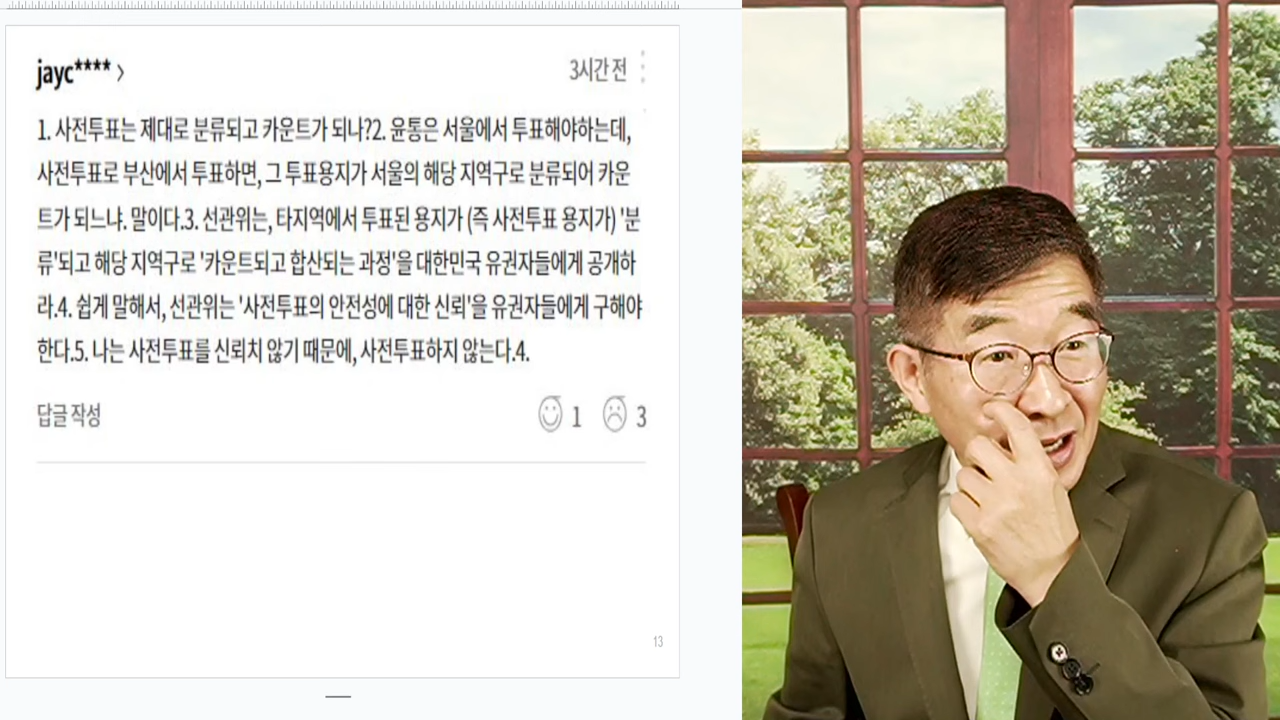 jayc**** 〉
3시간 전
1. 사전투표는 제대로 분류되고 카운트가 되나?2. 윤통은 서울에서 투표해야하는데,
사전투표로 부산에서 투표하면, 그 투표용지가 서울의 해당 지역구로 분류되어 카운
트가 되느냐. 말이다.3. 선관위는, 타지역에서 투표된 용지가 (즉 사전투표 용지가) '분
류'되고 해당 지역구로 '카운트되고 합산되는 과정'을 대한민국 유권자들에게 공개하
라.4. 쉽게 말해서, 선관위는 '사전투표의 안전성에 대한 신뢰'을 유권자들에게 구해야
한다.5. 나는 사전투표를 신뢰치 않기 때문에, 사전투표하지 않는다.4.
답글 작성
1
3
13